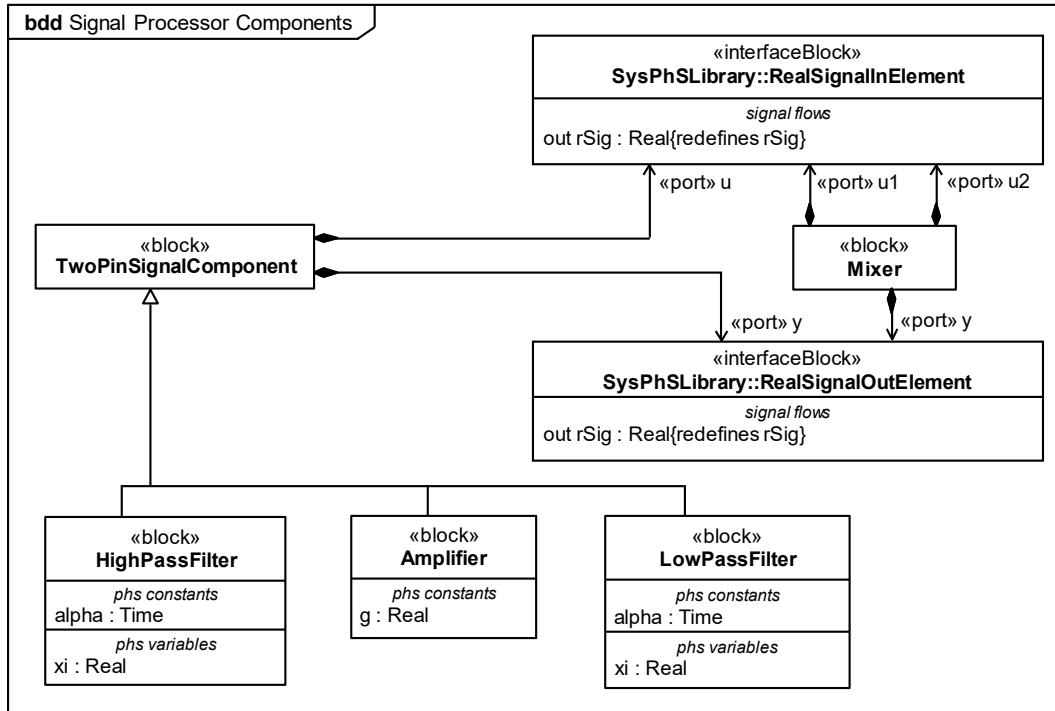 bdd Signal Processor Components
«interfaceBlock»
SysPhSLibrary::RealSignalInElement
signal flows
out rSig : Real{redefines rSig}
«port» u
«port» u1
«port» u2
«block»
TwoPinSignalComponent
«block»
Mixer
«port» y
«port» y
«interfaceBlock»
SysPhSLibrary::RealSignalOutElement
signal flows
out rSig : Real{redefines rSig}
«block»
HighPassFilter
phs constants
alpha : Time
phs variables
xi : Real
«block»
Amplifier
phs constants
g : Real
«block»
LowPassFilter
phs constants
alpha : Time
phs variables
xi : Real